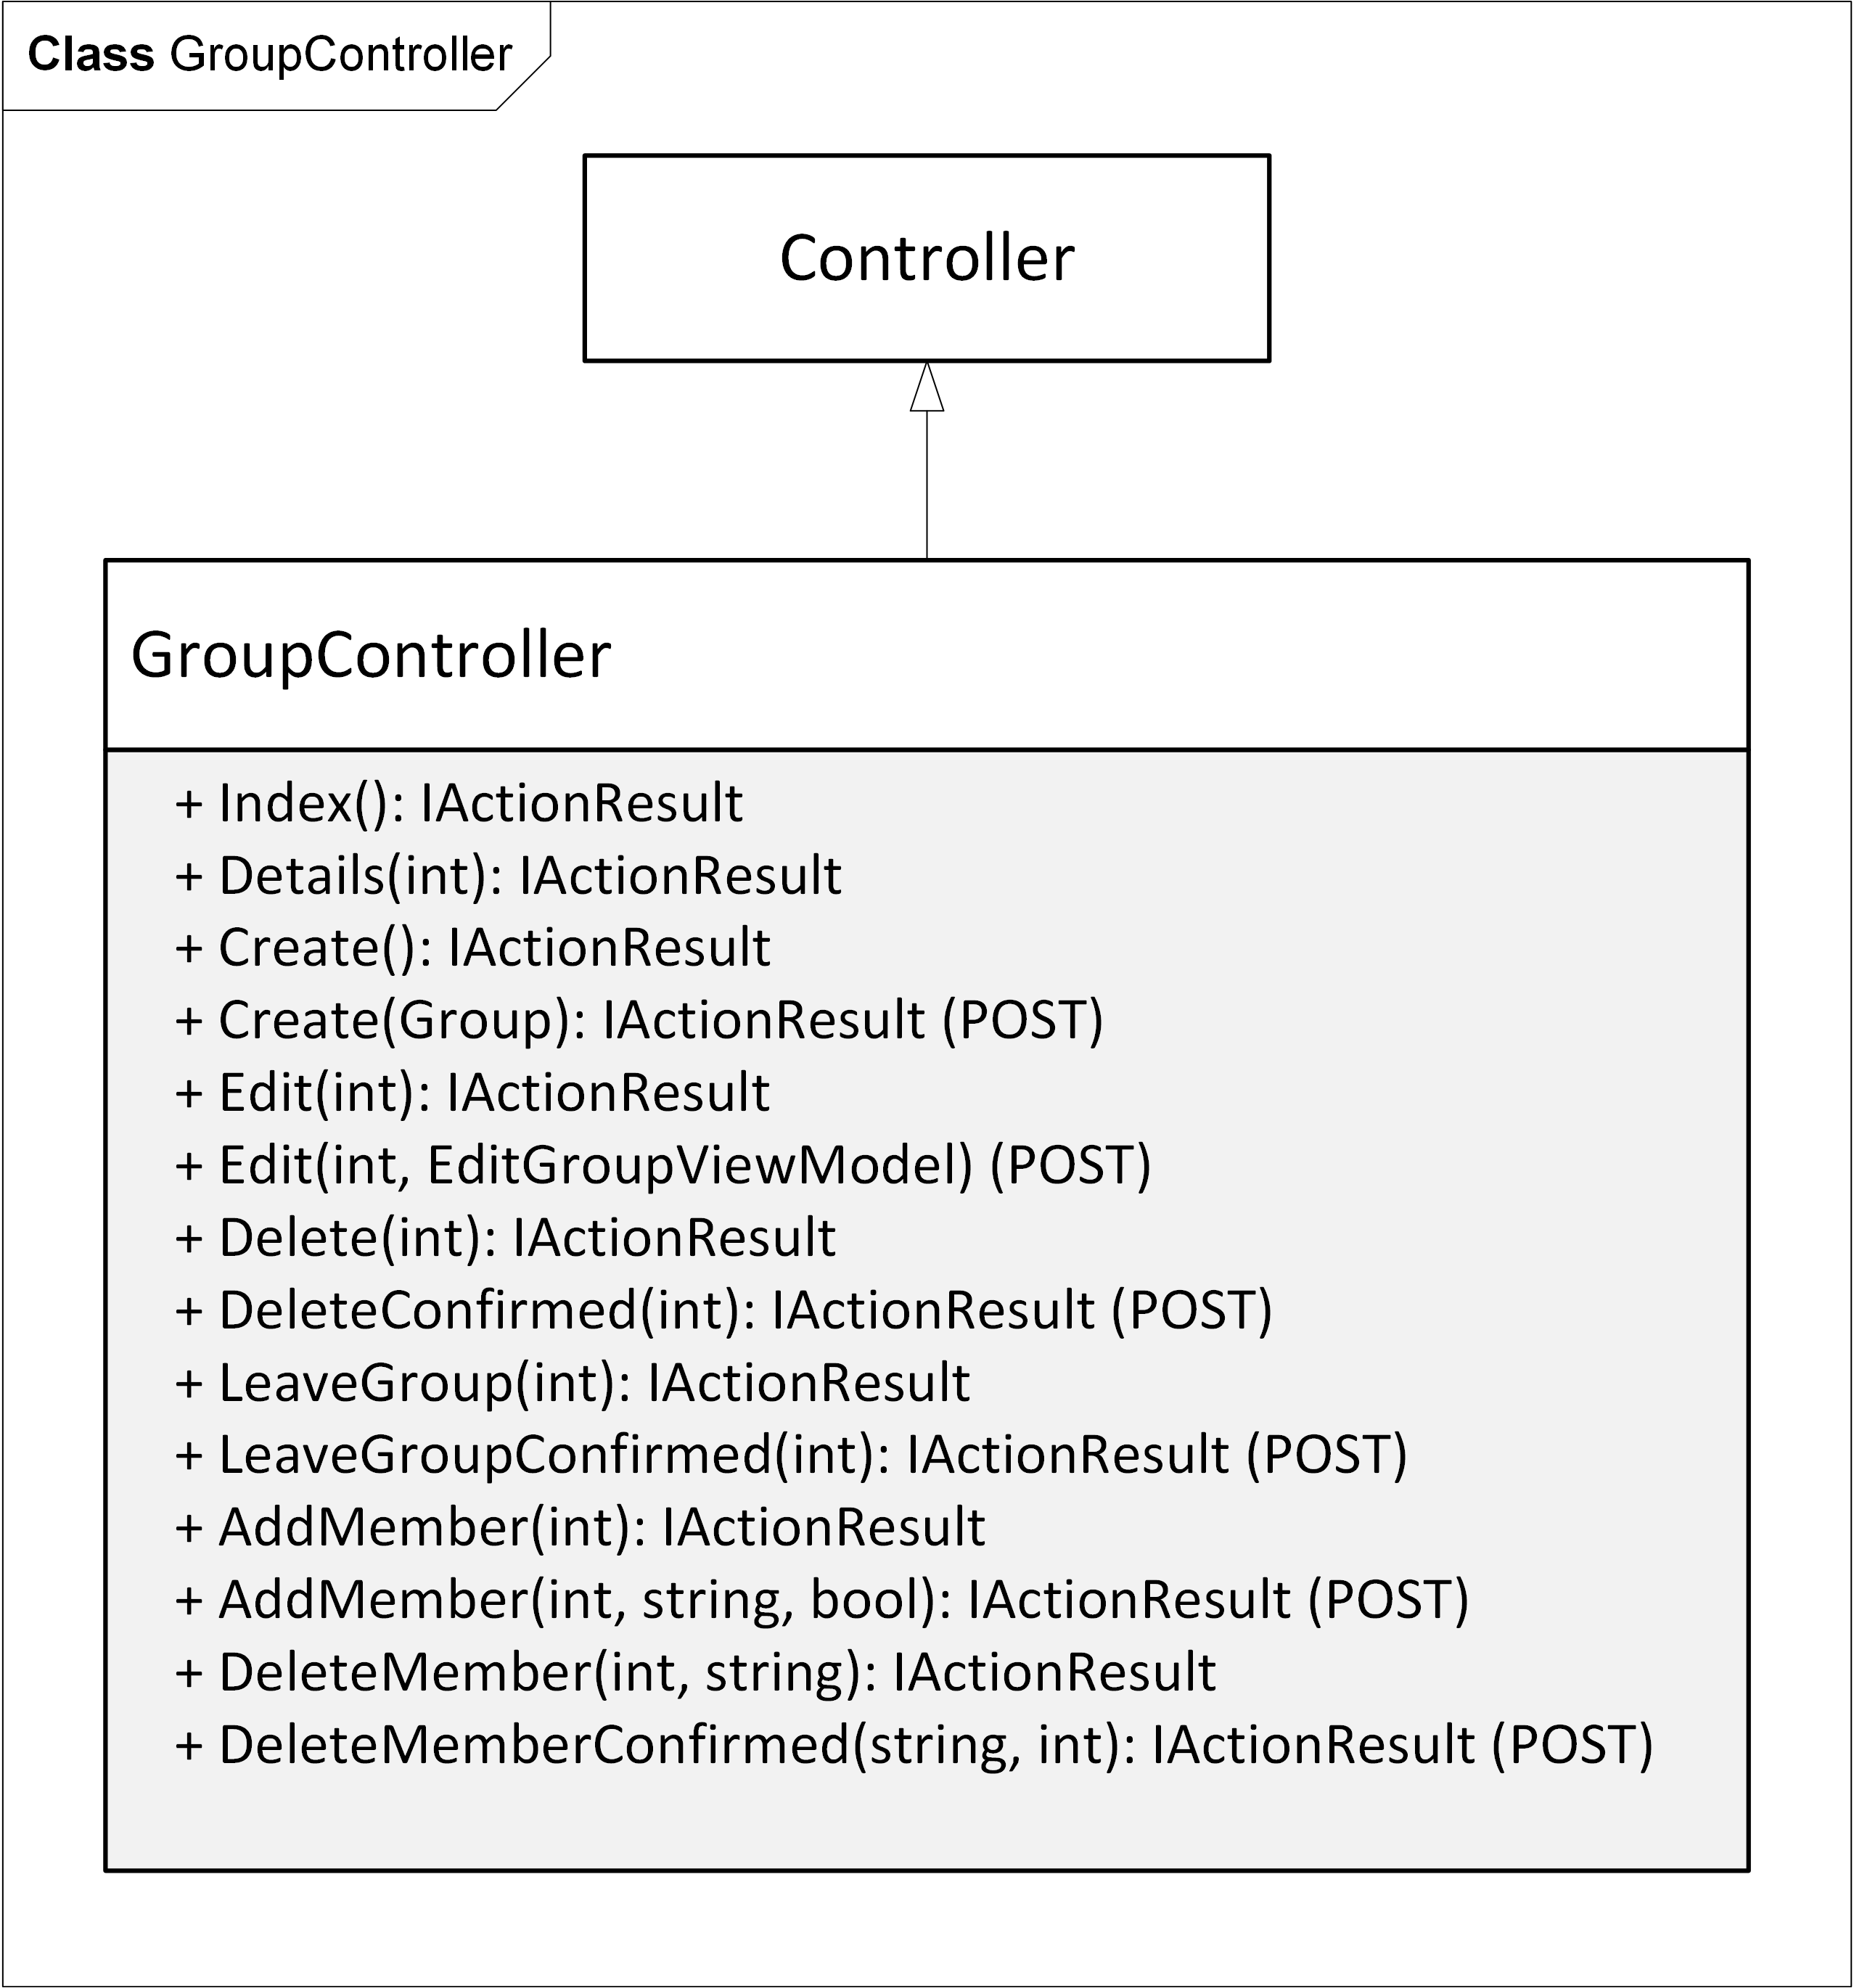 Class GroupController
Controller
GroupController
+ Index(): IActionResult
+ Details(int): IActionResult
+ Create(): IActionResult
+ Create(Group): IActionResult (POST)
+ Edit(int): IActionResult
+ Edit(int, EditGroupViewModel) (POST)
+ Delete(int): IActionResult
+ DeleteConfirmed(int): IActionResult (POST)
+ LeaveGroup(int): IActionResult
+ LeaveGroupConfirmed(int): IActionResult (POST)
+ AddMember(int): IActionResult
+ AddMember(int, string, bool): IActionResult (POST)
+ DeleteMember(int, string): IActionResult
+ DeleteMemberConfirmed(string, int): IActionResult (POST)